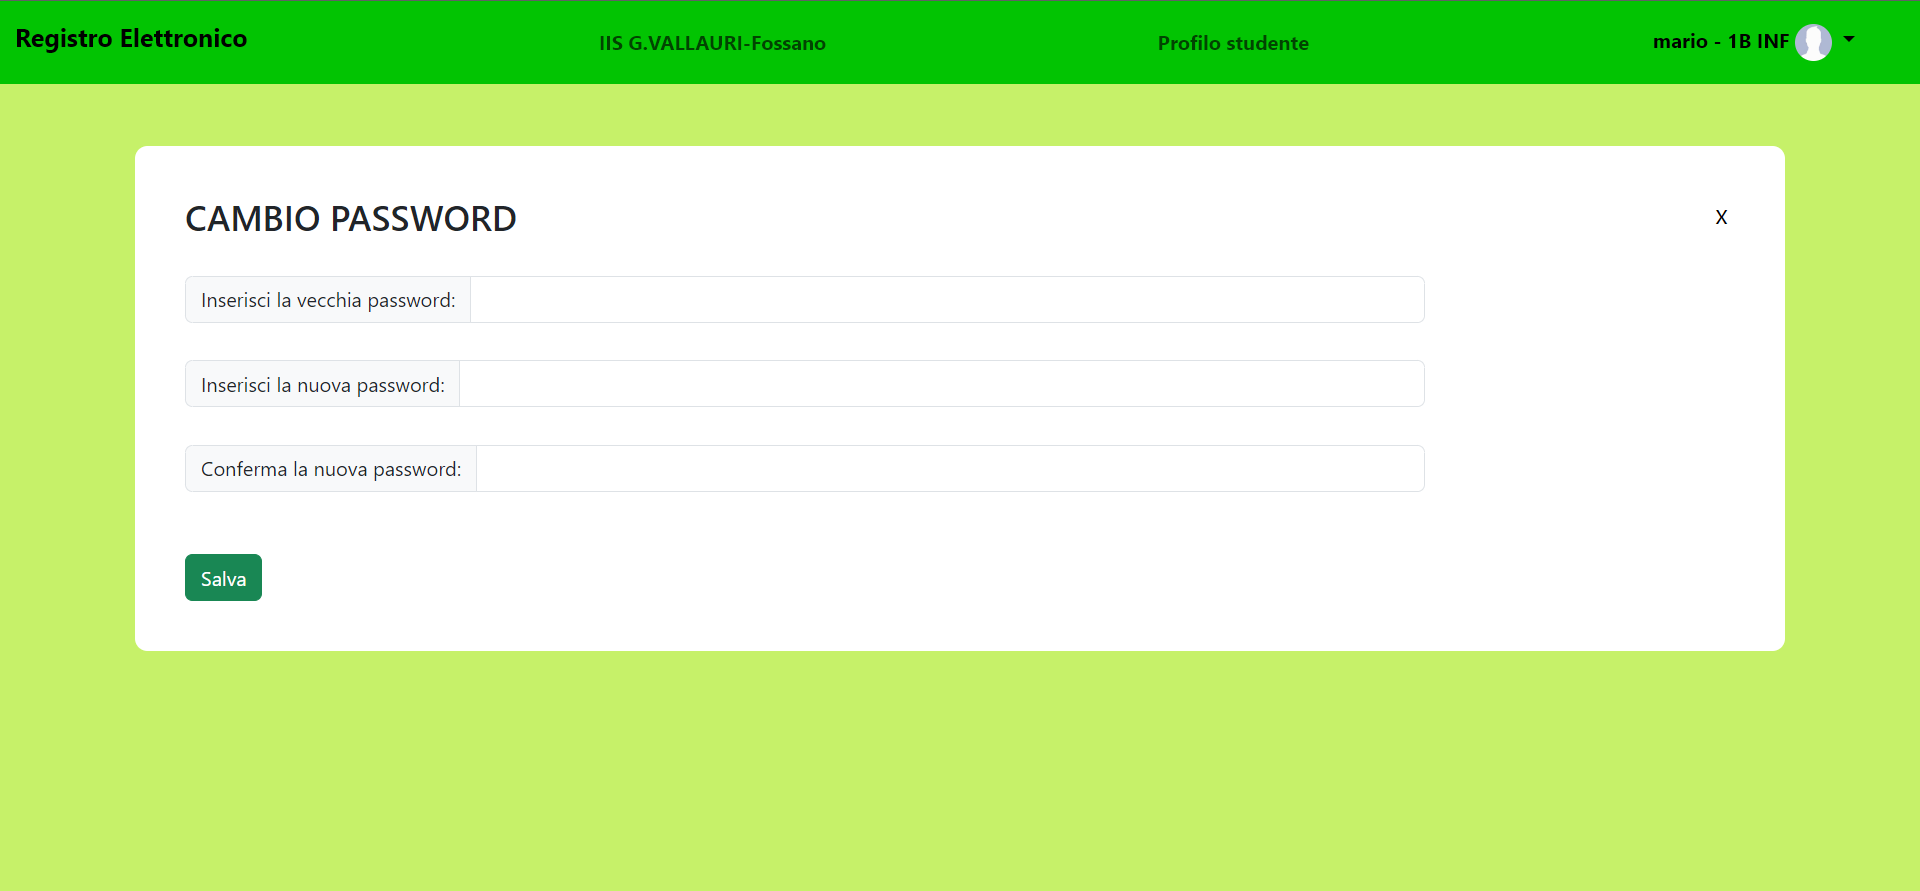 Registro Elettronico
IIS G.VALLAURI-Fossano
Profilo studente
mario - 1B INF
CAMBIO PASSWORD
X
Inserisci la vecchia password:
Inserisci la nuova password:
Conferma la nuova password:
Salva